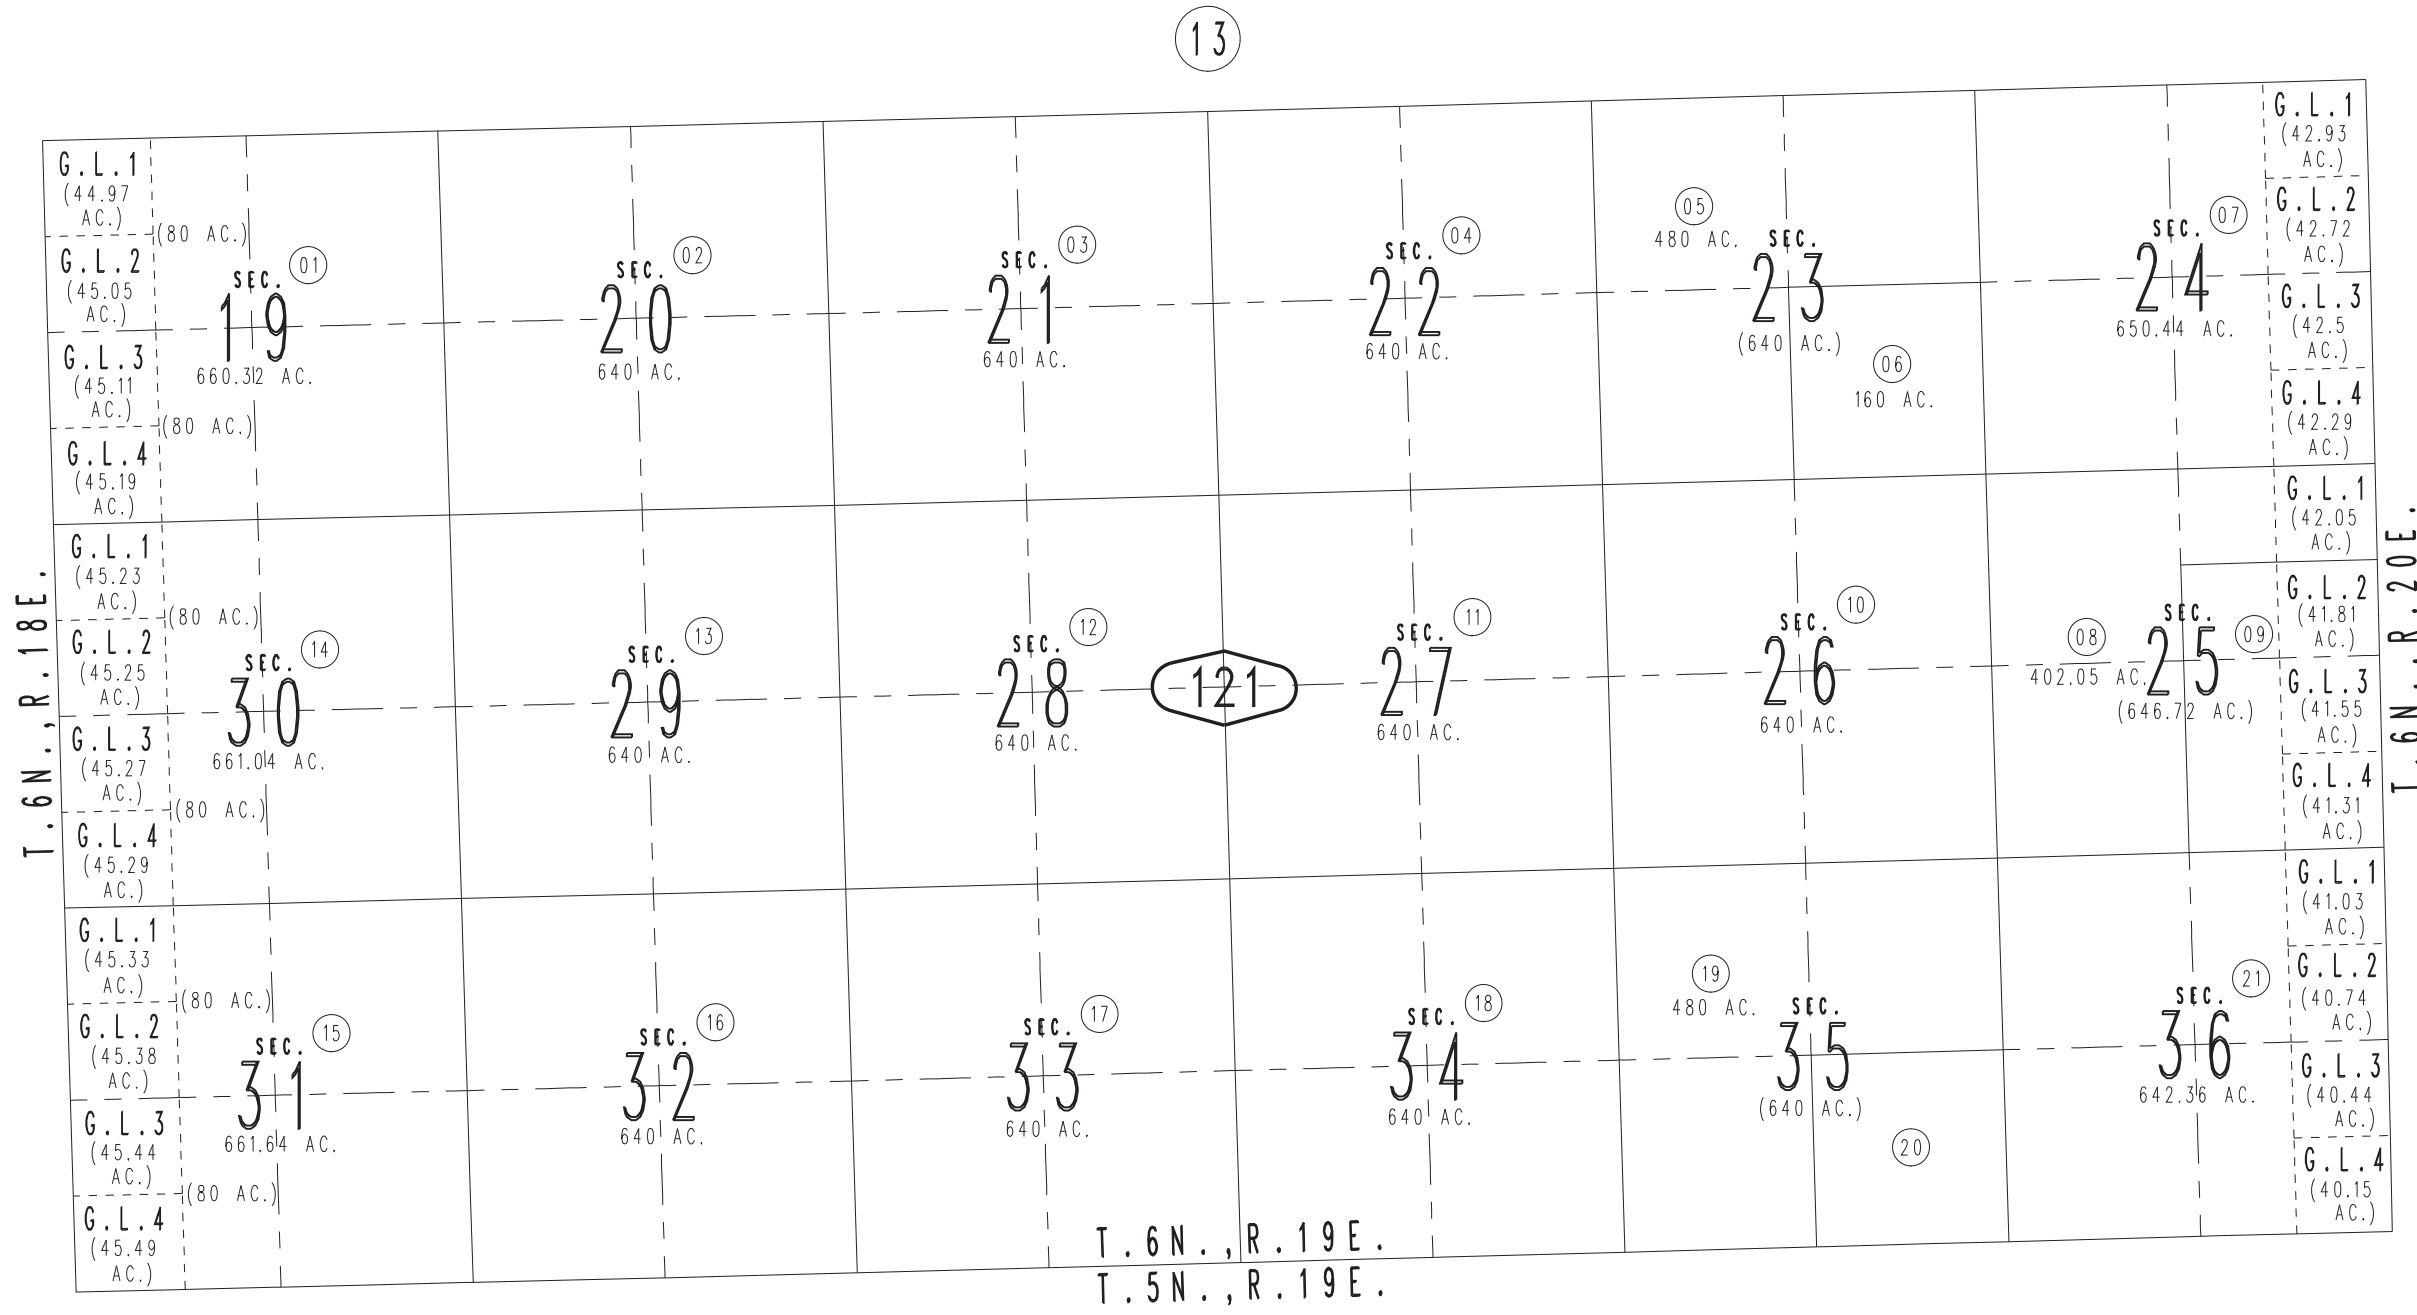 13
G.L.1
(44.97
AC.)
G.L.2
(45.05
AC.)
G.L.3
(45.11
AC.)
G.L.4
(45.19
AC.)
(80 AC.)
SEC. 01
19
660.32 AC.
(80 AC.)
SEC. 02
20
640 AC.
SEC. 03
21
640 AC.
SEC. 04
22
640 AC.
05
480 AC.
SEC.
23
(640 AC.)
06
160 AC.
SEC. 07
24
650.44 AC.
G.L.1
(42.93
AC.)
G.L.2
(42.72
AC.)
G.L.3
(42.5
AC.)
G.L.4
(42.29
AC.)
T.6N.,R.18E.
G.L.1
(45.23
AC.)
G.L.2
(45.25
AC.)
G.L.3
(45.27
AC.)
G.L.4
(45.29
AC.)
(80 AC.)
SEC. 14
30
661.04 AC.
(80 AC.)
SEC. 13
29
640 AC.
SEC. 12
28
640 AC.
121
SEC. 11
27
640 AC.
SEC. 10
26
640 AC.
08
402.05 AC.
SEC.
25
09
(646.72 AC.)
G.L.1
(42.05
AC.)
G.L.2
(41.81
AC.)
G.L.3
(41.55
AC.)
G.L.4
(41.31
AC.)
T.6N.,R.20E.
G.L.1
(45.33
AC.)
G.L.2
(45.38
AC.)
G.L.3
(45.44
AC.)
G.L.4
(45.49
AC.)
(80 AC.)
SEC. 15
31
661.64 AC.
(80 AC.)
SEC. 16
32
640 AC.
SEC. 17
33
640 AC.
SEC. 18
34
640 AC.
19
480 AC.
SEC.
35
(640 AC.)
20
SEC. 21
36
642.36 AC.
G.L.1
(41.03
AC.)
G.L.2
(40.74
AC.)
G.L.3
(40.44
AC.)
G.L.4
(40.15
AC.)
T.6N.,R.19E.
T.5N.,R.19E.